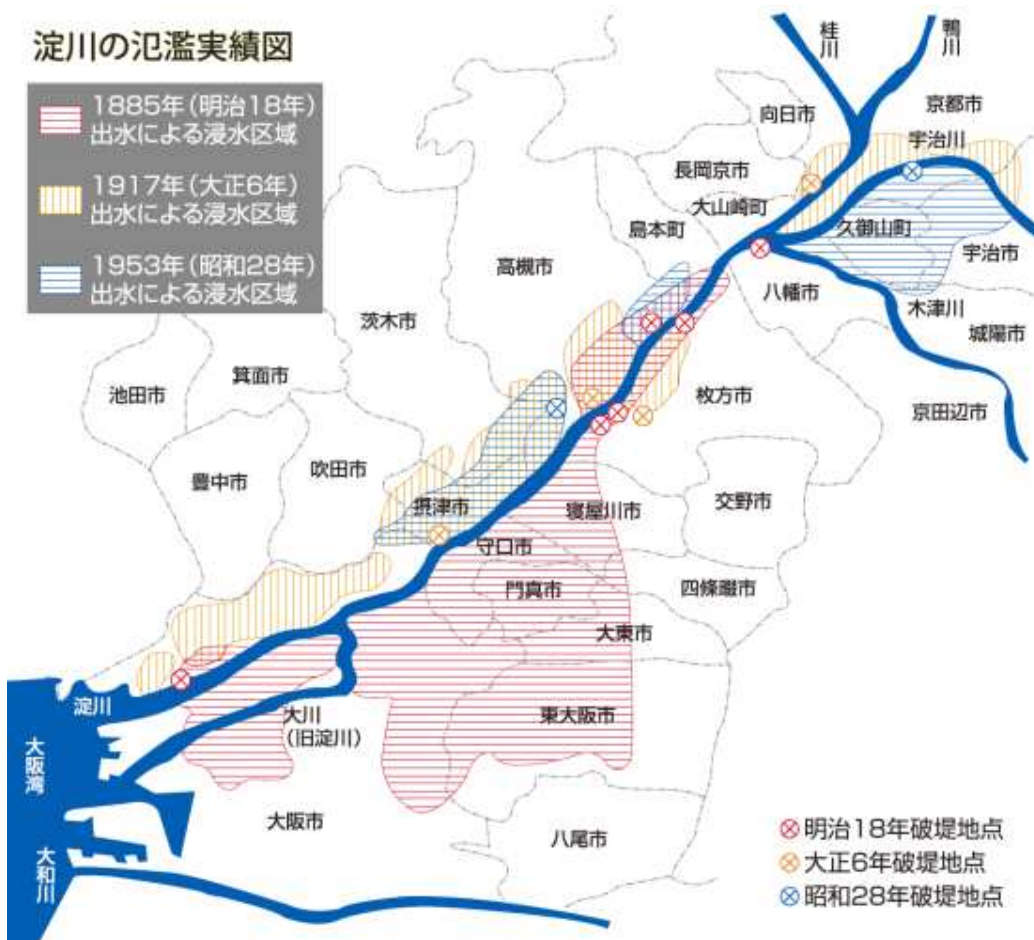 淀川の氾濫実績図
1885年(明治18年)
出水による浸水区域
1917年(大正6年)
出水による浸水区域
1953年(昭和28年)
出水による浸水区域
桂川
鴨川
京都市
向日市
宇治川
長岡京市
大山崎町
島本町
久御山町
宇治市
高槻市
八幡市
木津川
城陽市
茨木市
池田市
箕面市
枚方市
京田辺市
豊中市
吹田市
摂津市
寝屋川市
交野市
守口市
門真市
四條畷市
大東市
淀川
大川
(旧淀川)
東大阪市
大阪湾
大阪市
八尾市
大和川
明治18年破堤地点
大正6年破堤地点
昭和28年破堤地点